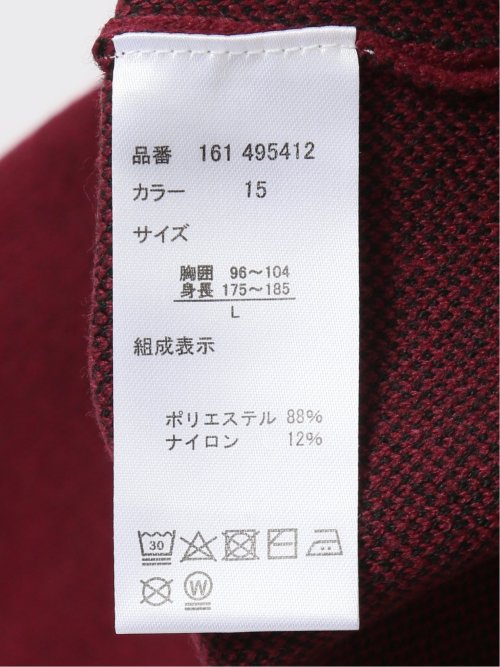 品番 161 495412
カラー 15
サイズ
胸囲 96～104
身長 175～185
L
組成表示
ポリエステル 88%
ナイロン 12%
30
W